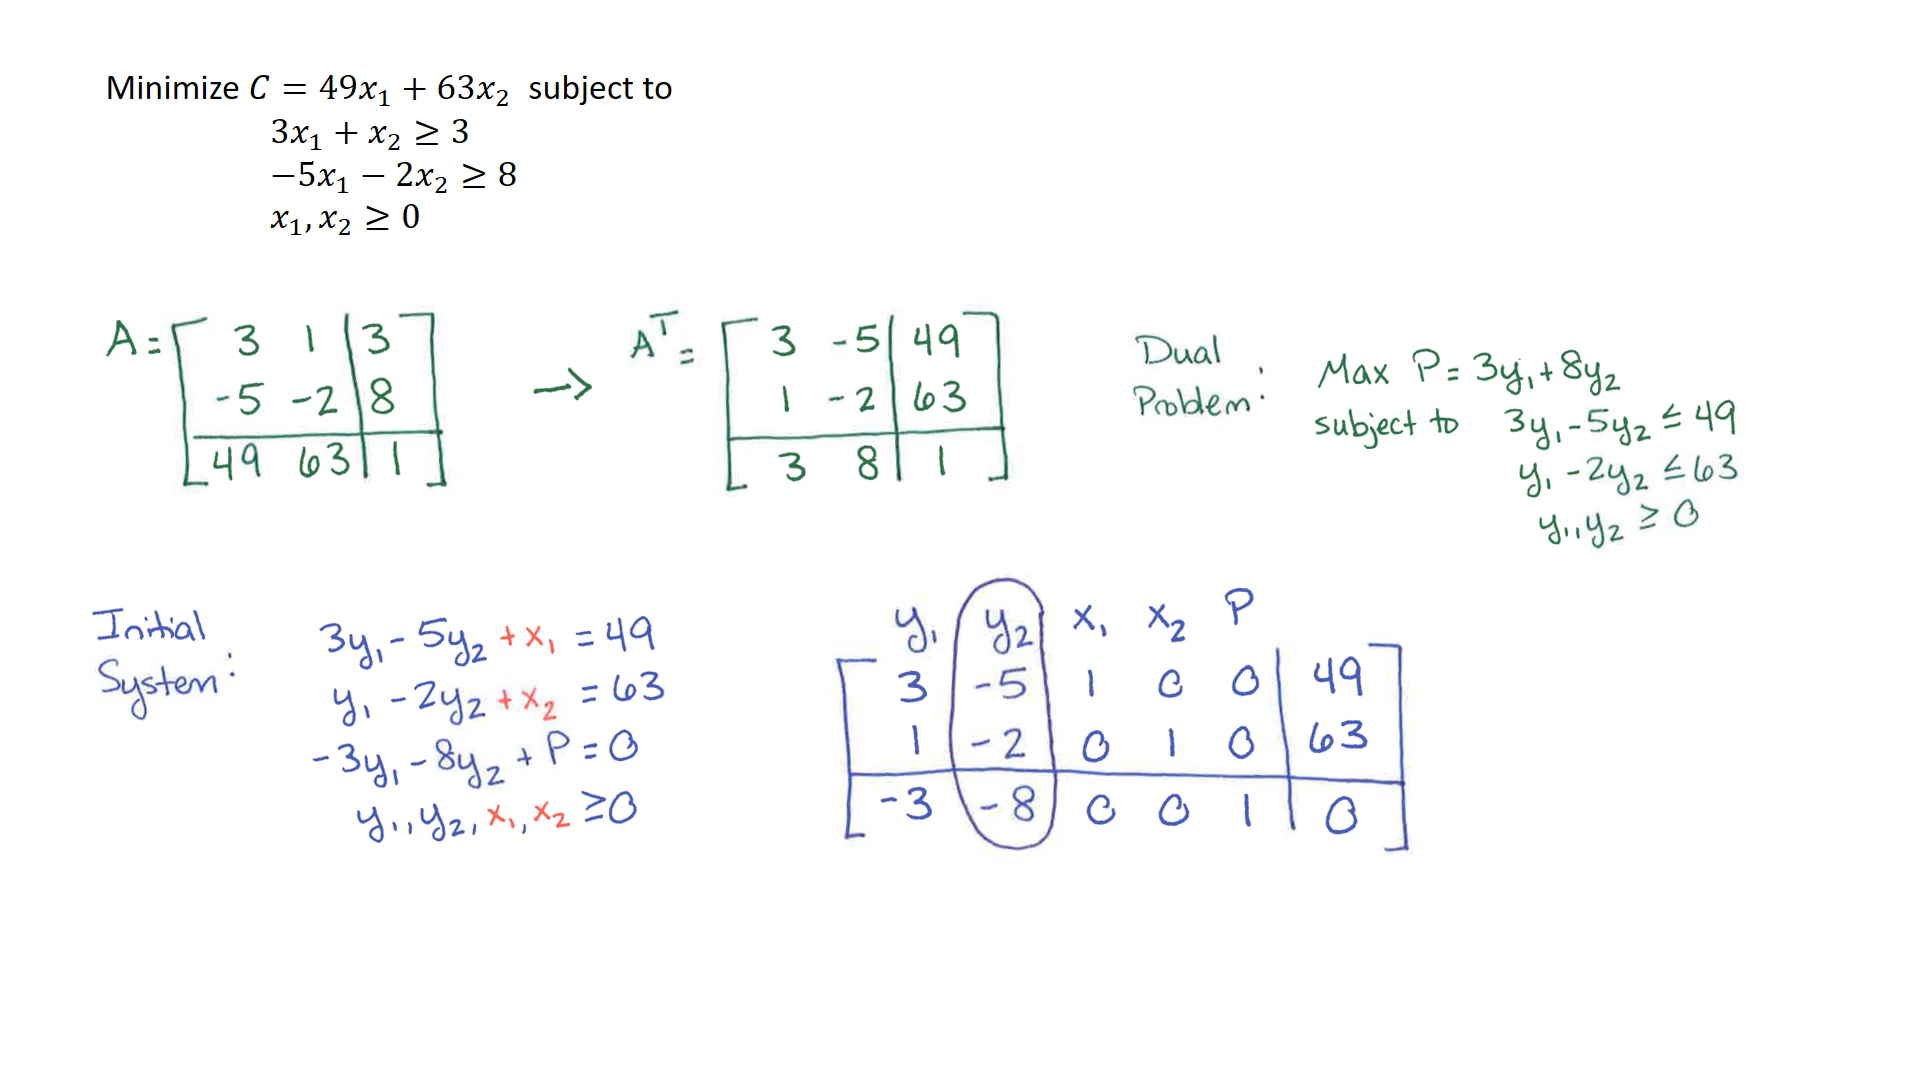 Minimize C = 49x₁ + 63x₂ subject to
3x₁ + x₂ ≥ 3
−5x₁ − 2x₂ ≥ 8
x₁, x₂ ≥ 0
A = [ 3 1 | 3
-5 -2 | 8
49 63 | 1 ]
→
Aᵀ = [ 3 -5 | 49
1 -2 | 63
3 8 | 1 ]
Dual
Problem:
Max P = 3y₁ + 8y₂
subject to 3y₁ - 5y₂ ≤ 49
y₁ - 2y₂ ≤ 63
y₁, y₂ ≥ 0
Initial
System:
3y₁ - 5y₂ + x₁ = 49
y₁ - 2y₂ + x₂ = 63
-3y₁ - 8y₂ + P = 0
y₁, y₂, x₁, x₂ ≥ 0
y₁ y₂ x₁ x₂ P
3 -5 1 0 0 | 49
1 -2 0 1 0 | 63
-3 -8 0 0 1 | 0